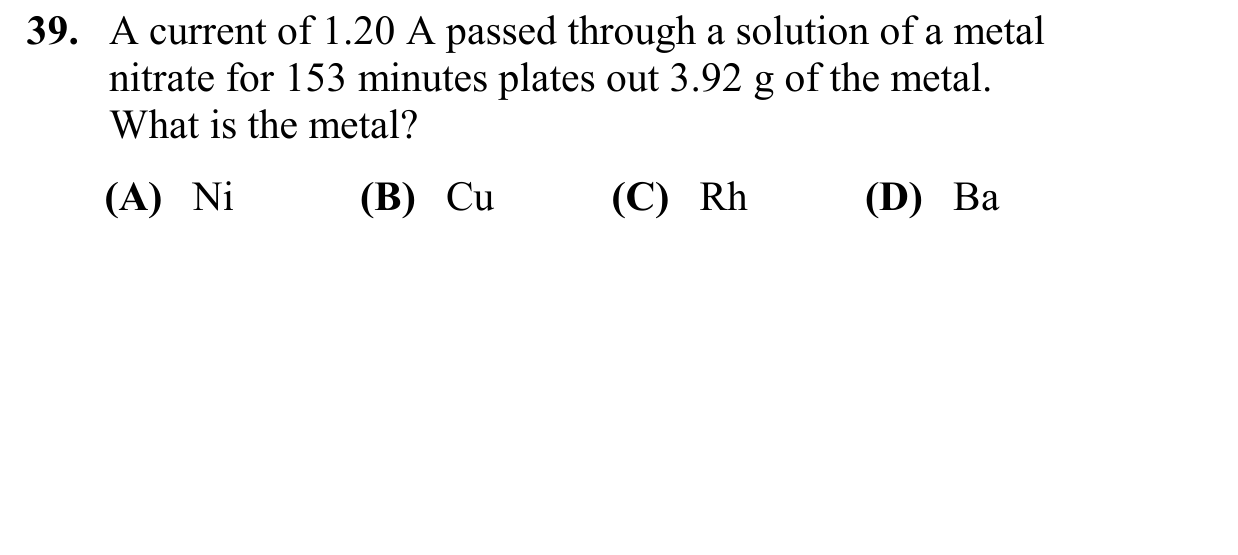 39. A current of 1.20 A passed through a solution of a metal
nitrate for 153 minutes plates out 3.92 g of the metal.
What is the metal?
(A) Ni (B) Cu (C) Rh (D) Ba